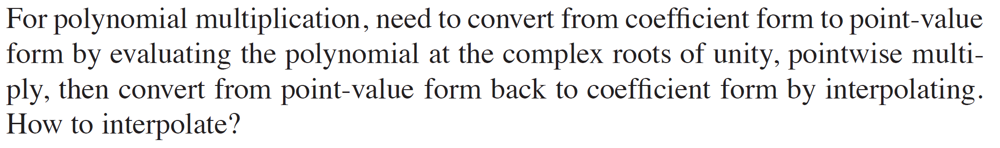 For polynomial multiplication, need to convert from coefficient form to point-value
form by evaluating the polynomial at the complex roots of unity, pointwise multi-
ply, then convert from point-value form back to coefficient form by interpolating.
How to interpolate?